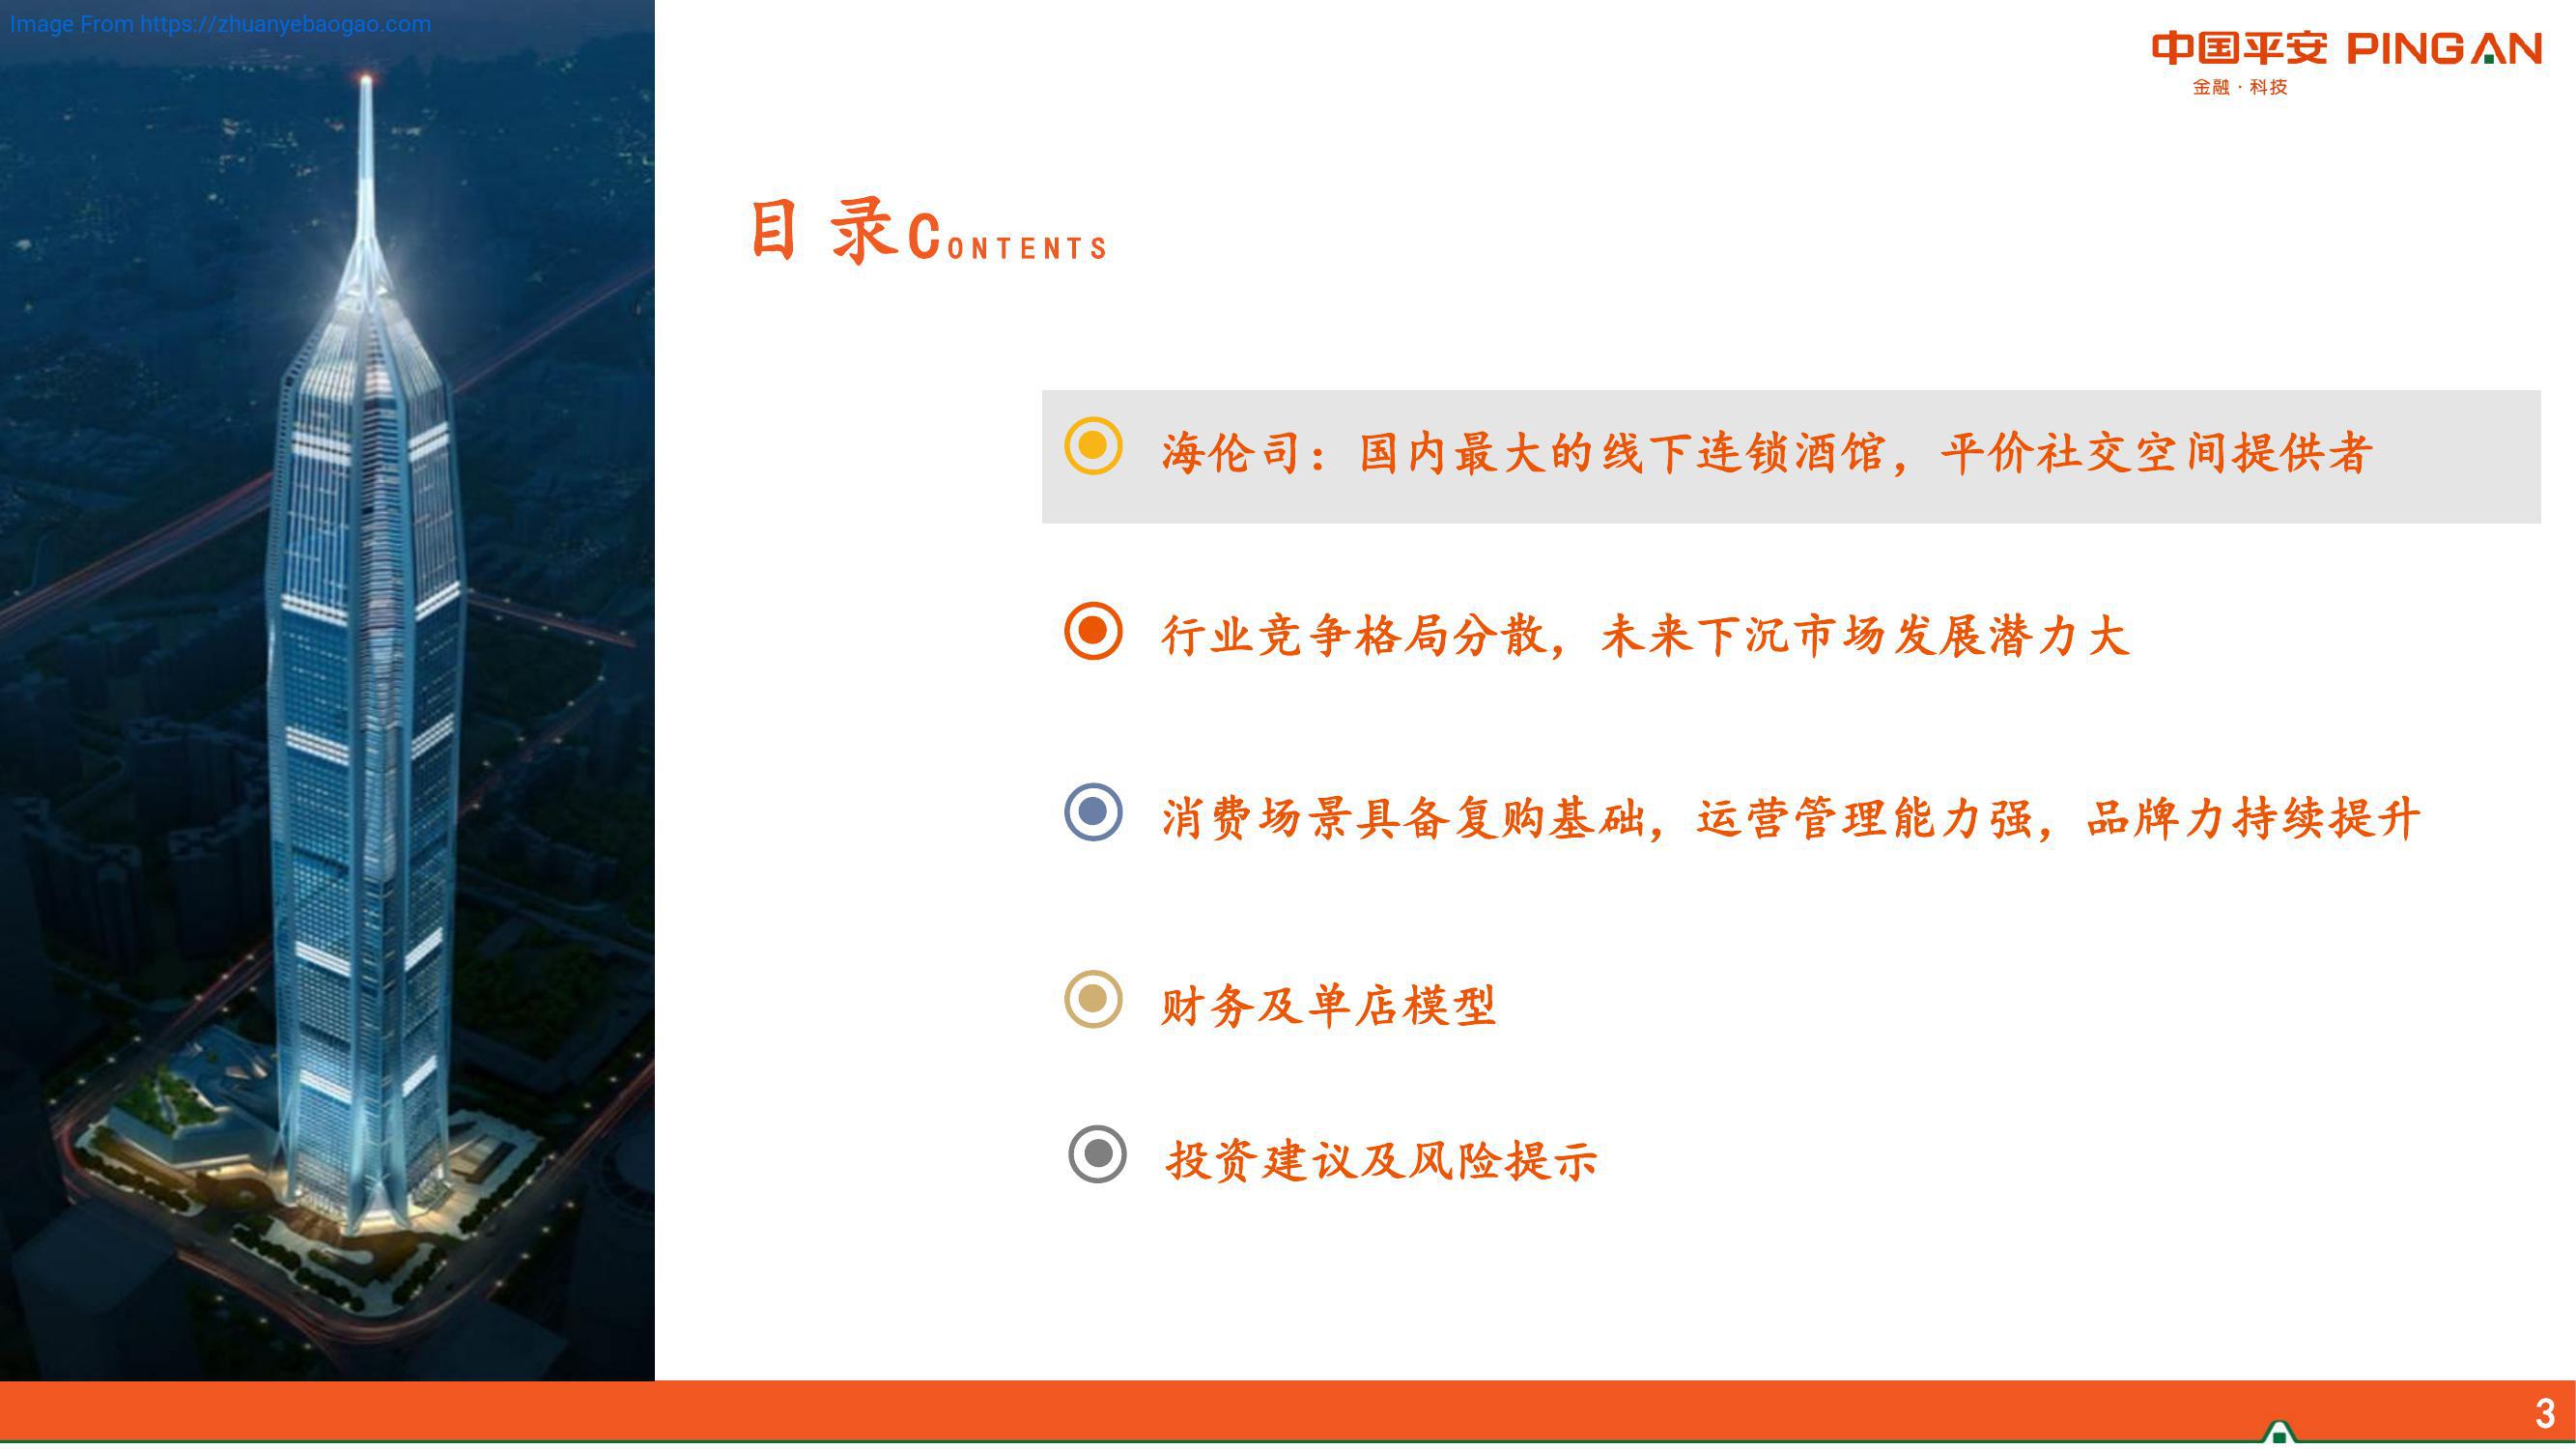 Image From https://zhuanyebaogao.com
中国平安 PINGAN
金融·科技
目 录CONTENTS
海伦司：国内最大的线下连锁酒馆，平价社交空间提供者
行业竞争格局分散，未来下沉市场发展潜力大
消费场景具备复购基础，运营管理能力强，品牌力持续提升
财务及单店模型
投资建议及风险提示
3